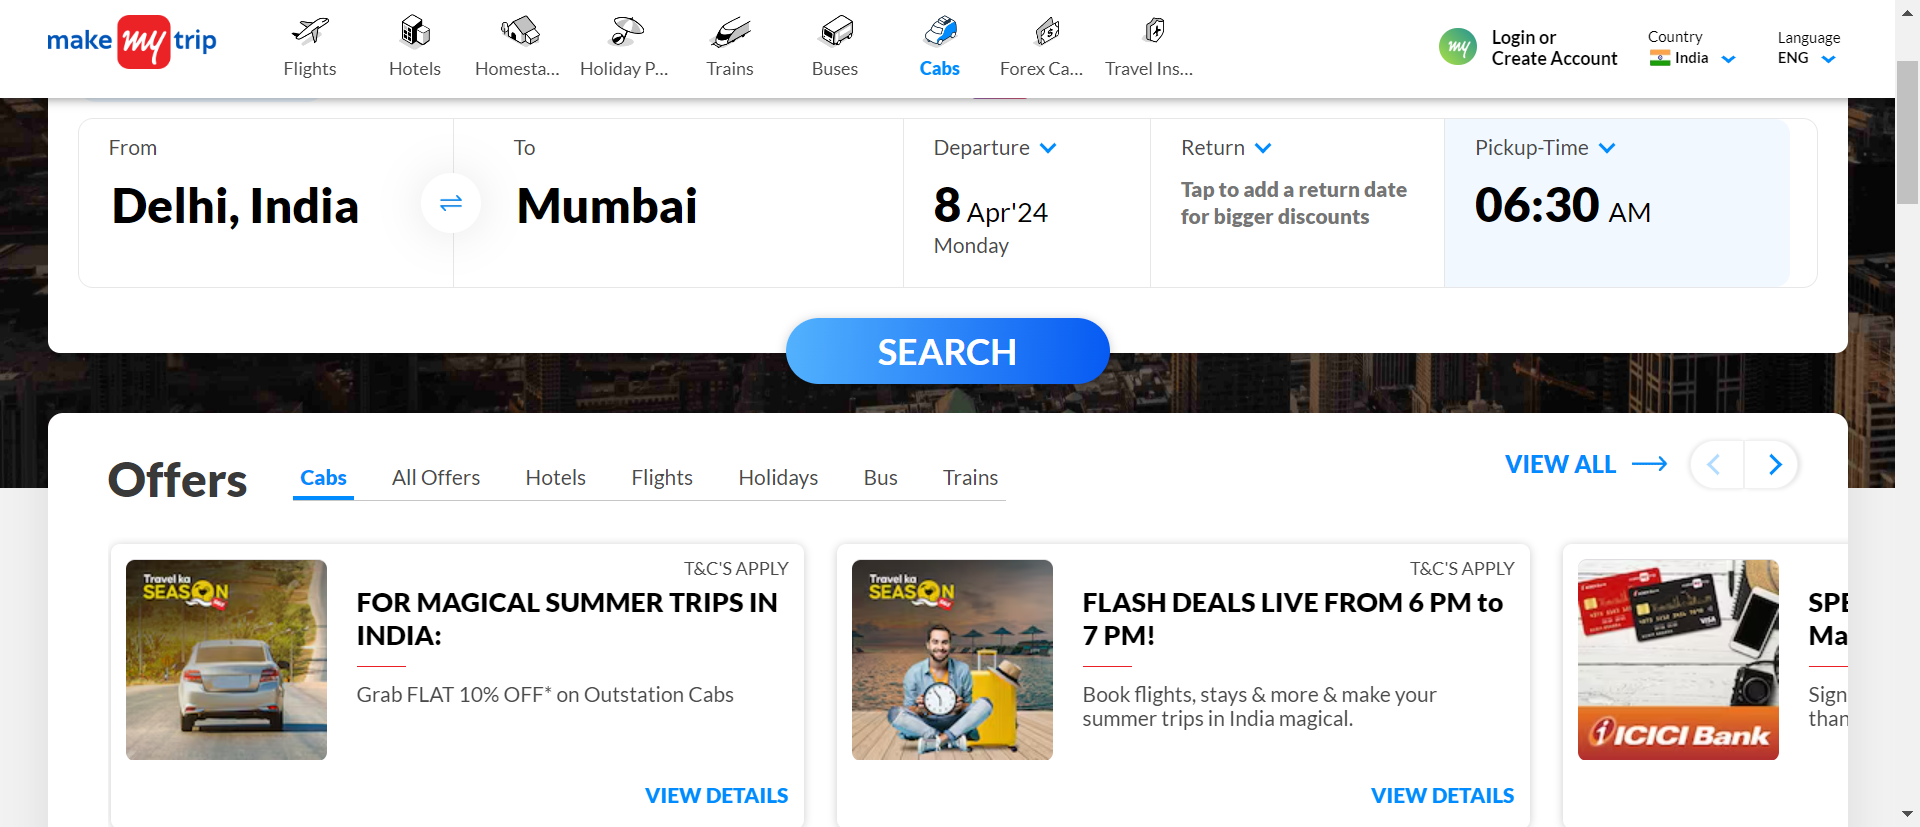 make my trip
Flights
Hotels
Homesta...
Holiday P...
Trains
Buses
Cabs
Forex Ca...
Travel Ins...
my
Login or
Create Account
Country
India
Language
ENG
From
Delhi, India
To
Mumbai
Departure
8 Apr'24
Monday
Return
Tap to add a return date
for bigger discounts
Pickup-Time
06:30 AM
SEARCH
Offers
Cabs
All Offers
Hotels
Flights
Holidays
Bus
Trains
VIEW ALL
Travel ka
SEASON
T&C'S APPLY
FOR MAGICAL SUMMER TRIPS IN
INDIA:
Grab FLAT 10% OFF* on Outstation Cabs
VIEW DETAILS
Travel ka
SEASON
T&C'S APPLY
FLASH DEALS LIVE FROM 6 PM to
7 PM!
Book flights, stays & more & make your
summer trips in India magical.
VIEW DETAILS
VISA
ICICI Bank
SPE
Ma
Sign
than